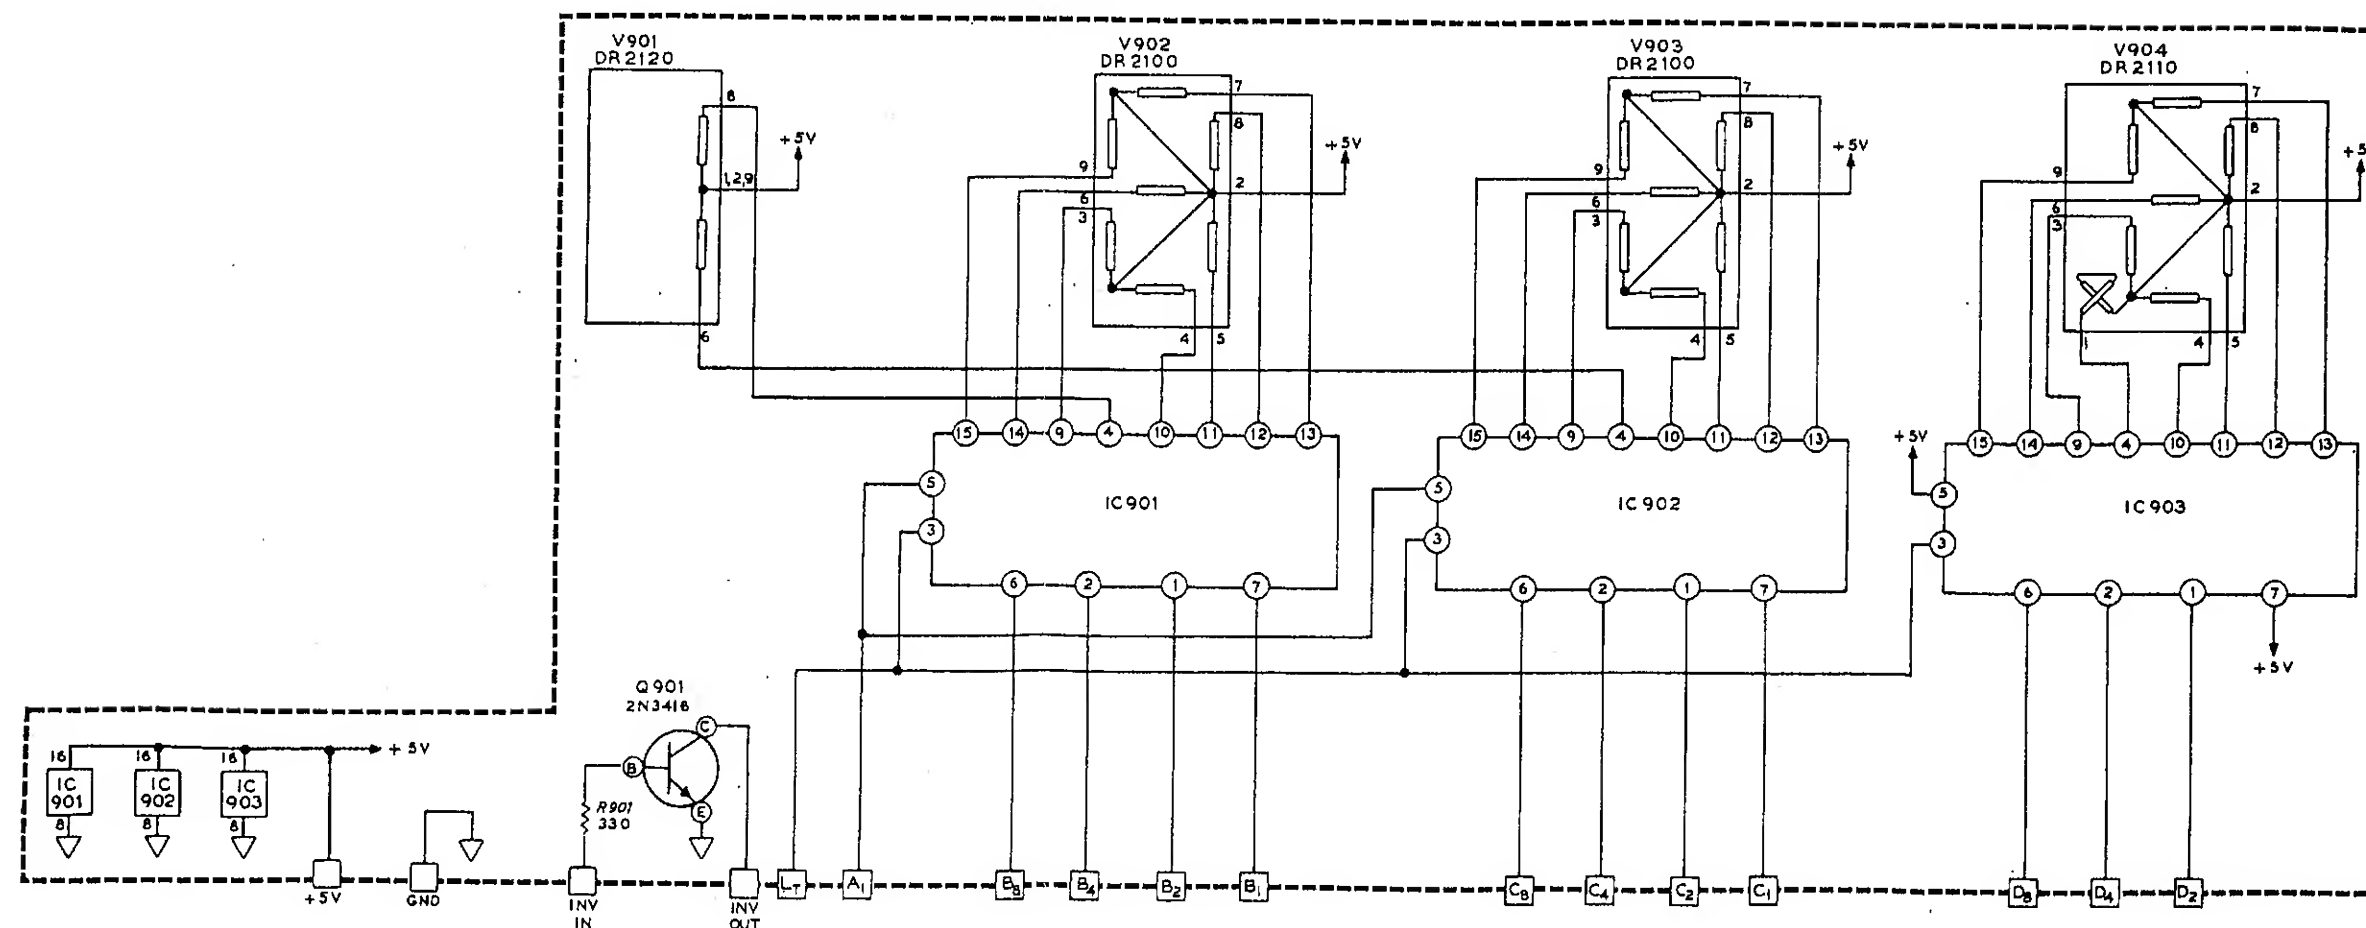 V901
DR2120
8
+5V
1,2,9
6
V902
DR2100
7
8
+5V
9
2
6
3
4
5
V903
DR2100
7
8
+5V
9
2
6
3
4
5
V904
DR2110
7
8
+5
9
2
6
3
1
4
5
15 14 9 4 10 11 12 13
5
IC901
3
6 2 1 7
15 14 9 4 10 11 12 13
5
IC902
3
6 2 1 7
+5V
15 14 9 4 10 11 12 13
5
IC903
3
6 2 1 7
+5V
16 16 16 +5V
IC
901
IC
902
IC
903
8 8 8
Q901
2N3416
C
B
E
R901
330
+5V
GND
INV
IN
INV
OUT
LT
A1
B8
B4
B2
B1
C8
C4
C2
C1
D8
D4
D2